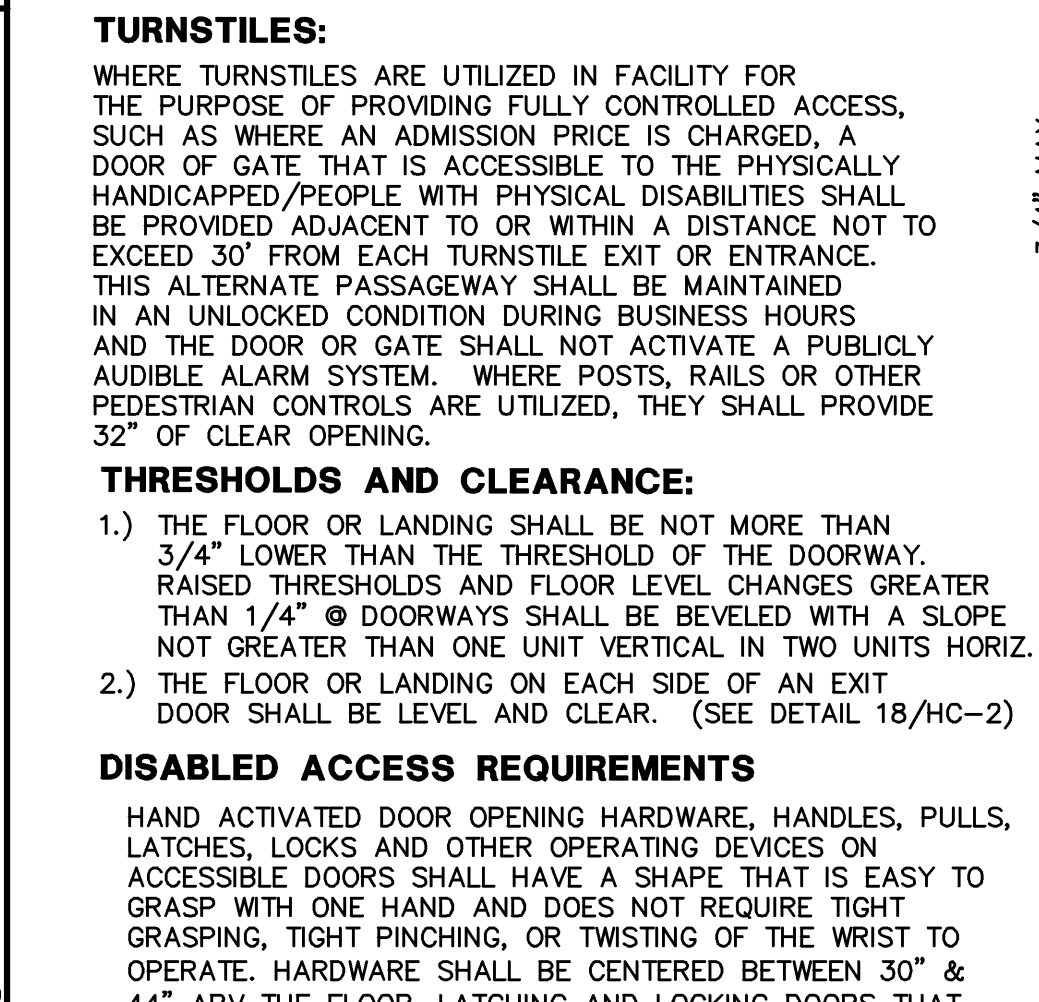 TURNSTILES:
WHERE TURNSTILES ARE UTILIZED IN FACILITY FOR
THE PURPOSE OF PROVIDING FULLY CONTROLLED ACCESS,
SUCH AS WHERE AN ADMISSION PRICE IS CHARGED, A
DOOR OF GATE THAT IS ACCESSIBLE TO THE PHYSICALLY
HANDICAPPED/PEOPLE WITH PHYSICAL DISABILITIES SHALL
BE PROVIDED ADJACENT TO OR WITHIN A DISTANCE NOT TO
EXCEED 30' FROM EACH TURNSTILE EXIT OR ENTRANCE.
THIS ALTERNATE PASSAGEWAY SHALL BE MAINTAINED
IN AN UNLOCKED CONDITION DURING BUSINESS HOURS
AND THE DOOR OR GATE SHALL NOT ACTIVATE A PUBLICLY
AUDIBLE ALARM SYSTEM. WHERE POSTS, RAILS OR OTHER
PEDESTRIAN CONTROLS ARE UTILIZED, THEY SHALL PROVIDE
32" OF CLEAR OPENING.
THRESHOLDS AND CLEARANCE:
1.) THE FLOOR OR LANDING SHALL BE NOT MORE THAN
3/4" LOWER THAN THE THRESHOLD OF THE DOORWAY.
RAISED THRESHOLDS AND FLOOR LEVEL CHANGES GREATER
THAN 1/4" @ DOORWAYS SHALL BE BEVELED WITH A SLOPE
NOT GREATER THAN ONE UNIT VERTICAL IN TWO UNITS HORIZ.
2.) THE FLOOR OR LANDING ON EACH SIDE OF AN EXIT
DOOR SHALL BE LEVEL AND CLEAR. (SEE DETAIL 18/HC-2)
DISABLED ACCESS REQUIREMENTS
HAND ACTIVATED DOOR OPENING HARDWARE, HANDLES, PULLS,
LATCHES, LOCKS AND OTHER OPERATING DEVICES ON
ACCESSIBLE DOORS SHALL HAVE A SHAPE THAT IS EASY TO
GRASP WITH ONE HAND AND DOES NOT REQUIRE TIGHT
GRASPING, TIGHT PINCHING, OR TWISTING OF THE WRIST TO
OPERATE. HARDWARE SHALL BE CENTERED BETWEEN 30" &
44" ABV THE FLOOR. LATCHING AND LOCKING DOORS THAT